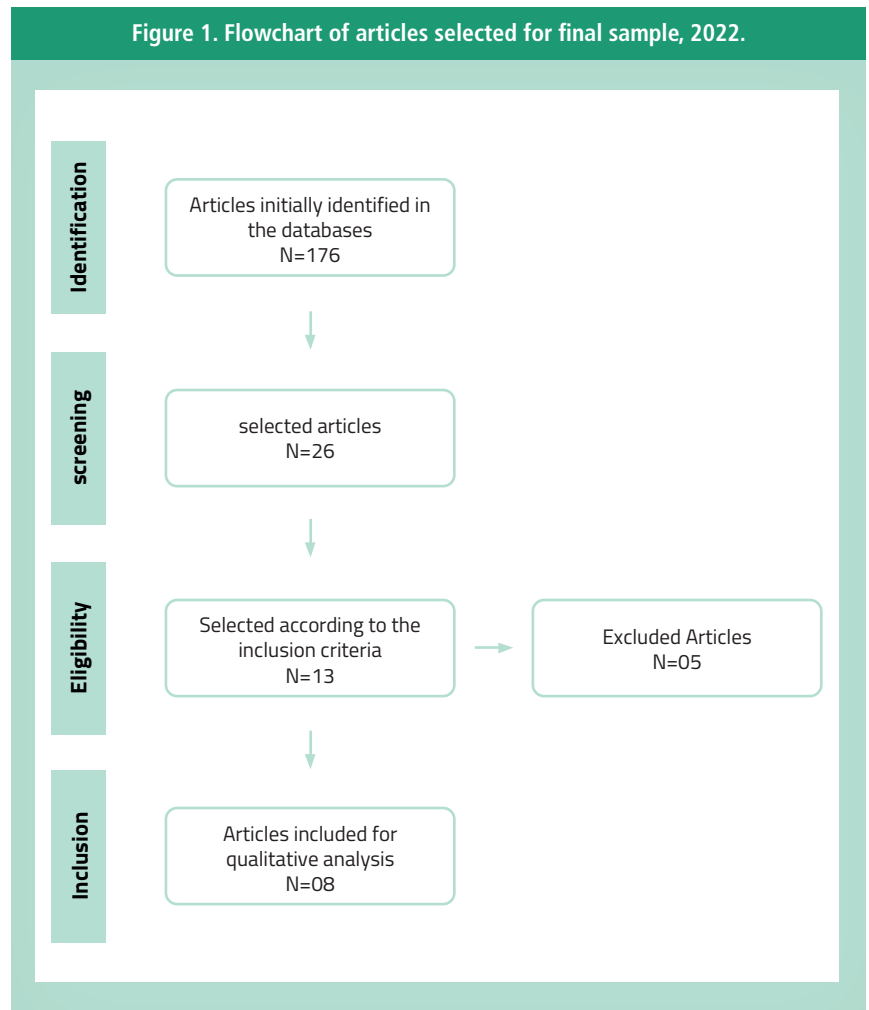 Figure 1. Flowchart of articles selected for final sample, 2022.
Identification
Articles initially identified in
the databases
N=176
screening
selected articles
N=26
Eligibility
Selected according to the
inclusion criteria
N=13
Excluded Articles
N=05
Inclusion
Articles included for
qualitative analysis
N=08